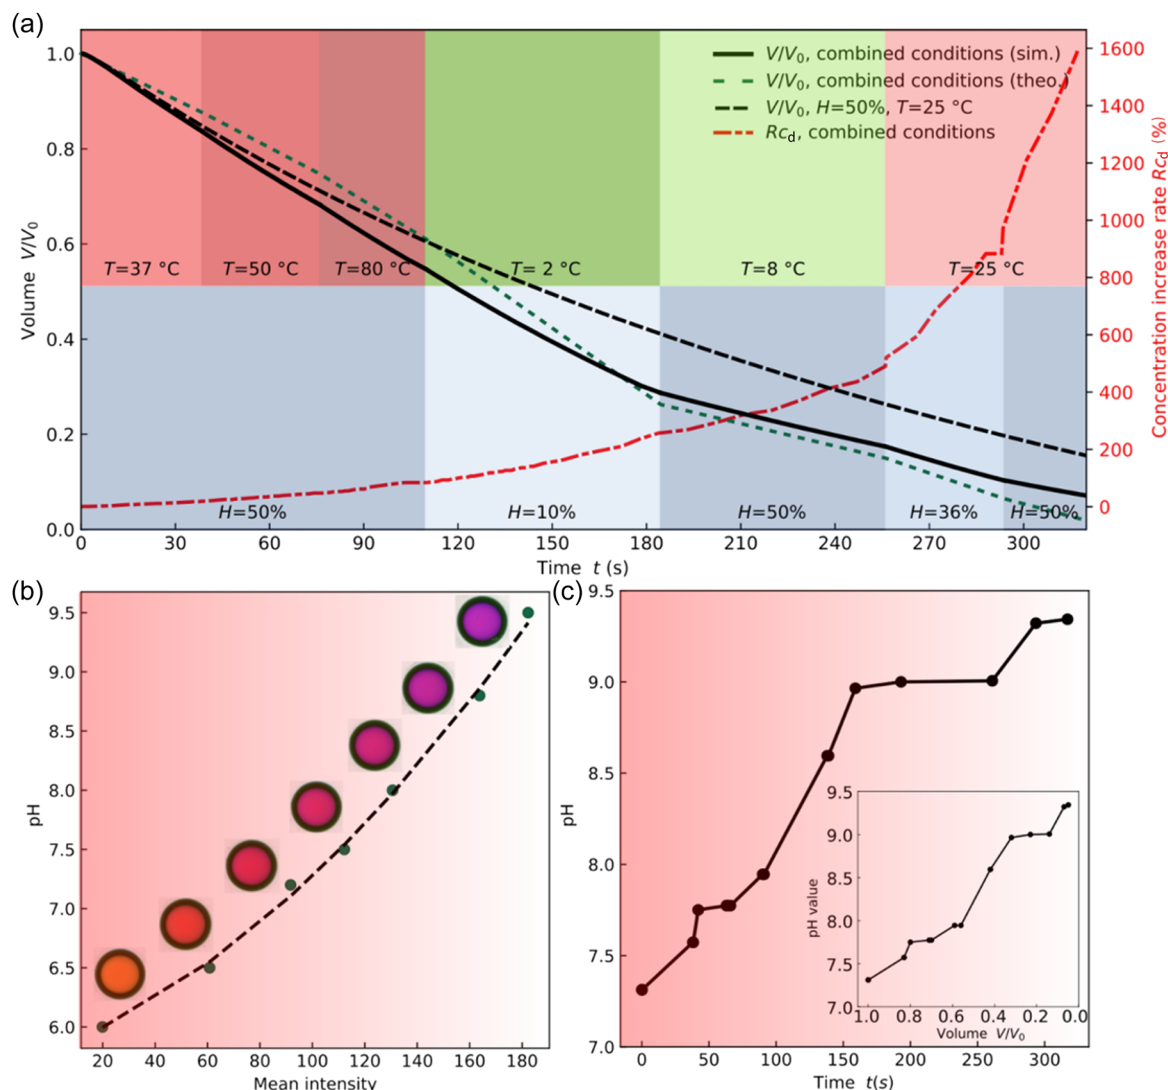 (a)
V/V0, combined conditions (sim.)
V/V0, combined conditions (theo.)
V/V0, H=50%, T=25 °C
Rcd, combined conditions
1.0
0.8
0.6
0.4
0.2
0.0
Volume V/V0
T=37 °C
T=50 °C
T=80 °C
T= 2 °C
T=8 °C
T=25 °C
H=50%
H=10%
H=50%
H=36%
H=50%
1600
1400
1200
1000
800
600
400
200
0
Concentration increase rate Rcd (%)
0 30 60 90 120 150 180 210 240 270 300
Time t (s)
(b)
9.5
9.0
8.5
8.0
7.5
7.0
6.5
6.0
pH
20 40 60 80 100 120 140 160 180
Mean intensity
(c)
9.5
9.0
8.5
8.0
7.5
7.0
pH
0 50 100 150 200 250 300
Time t(s)
9.5
9.0
8.5
8.0
7.5
7.0
pH value
1.0 0.8 0.6 0.4 0.2 0.0
Volume V/V0